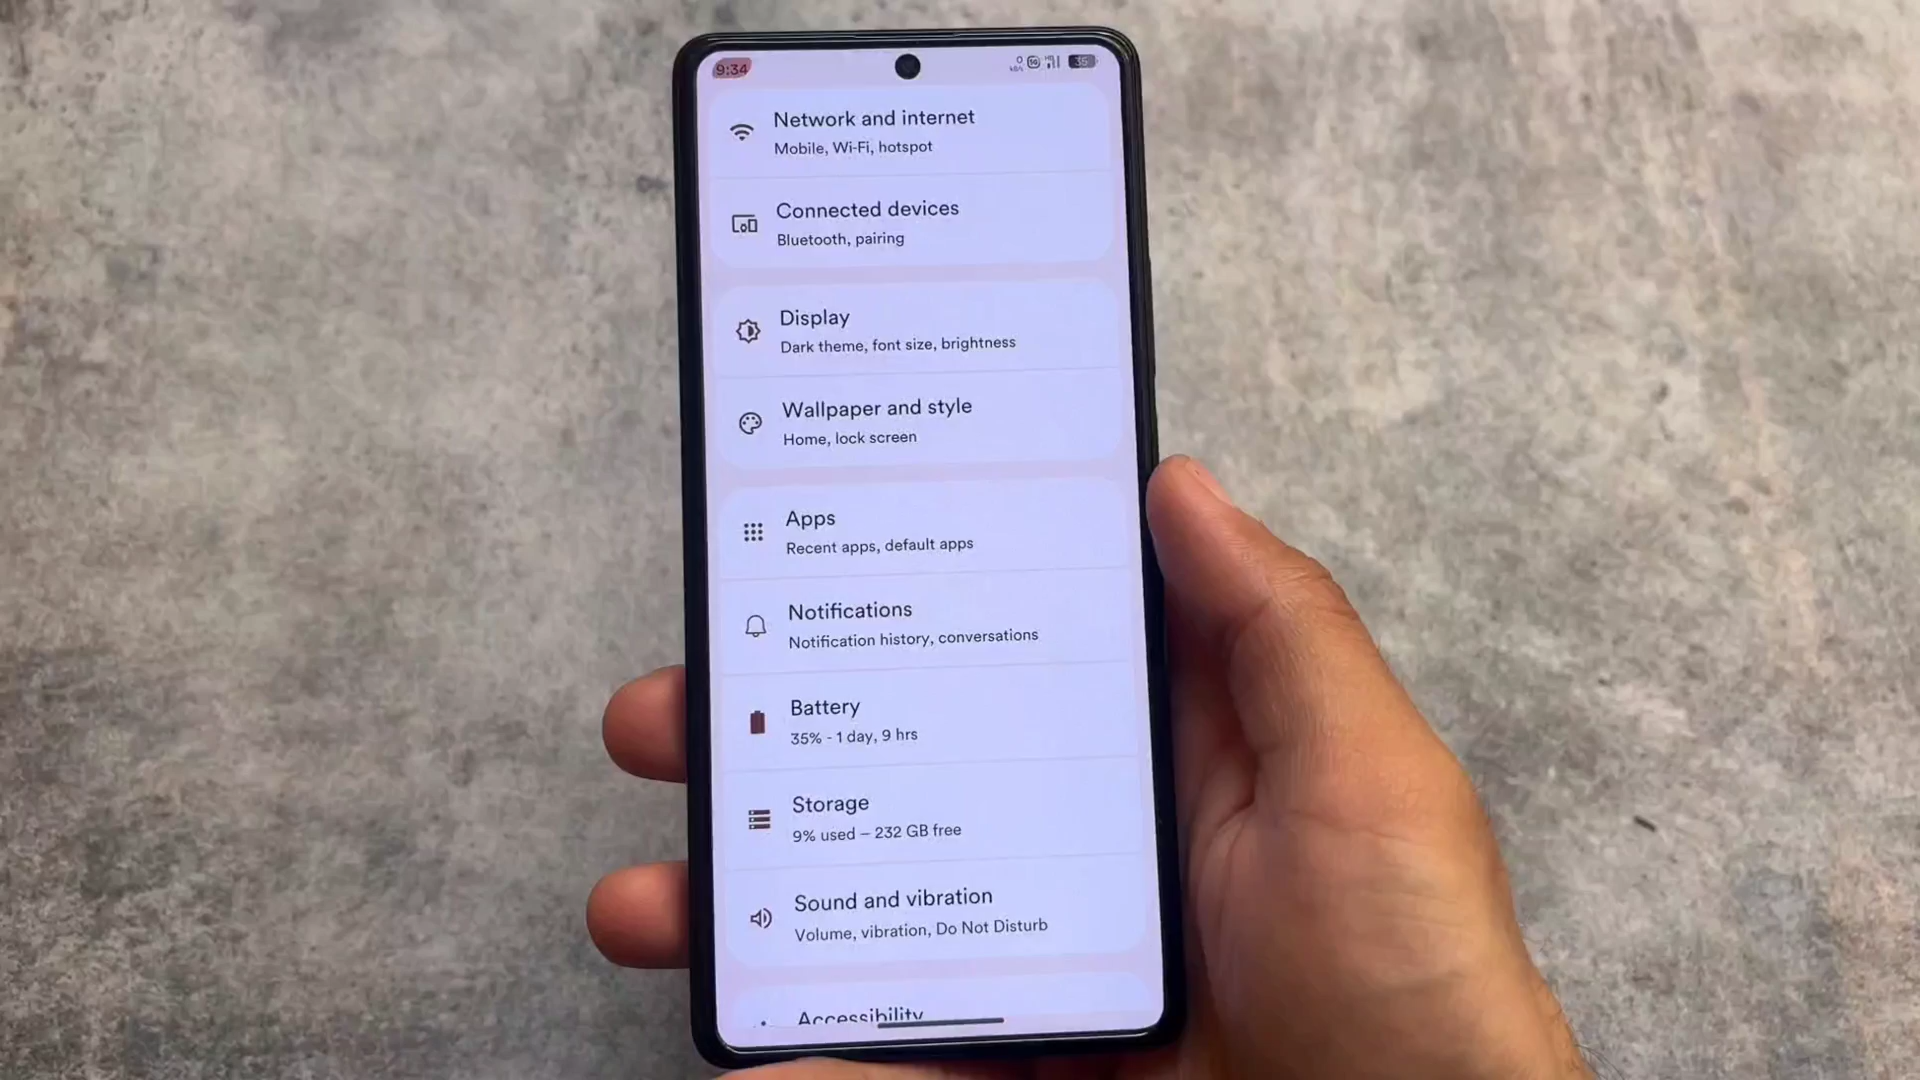 9:34
35
Network and internet
Mobile, Wi-Fi, hotspot
Connected devices
Bluetooth, pairing
Display
Dark theme, font size, brightness
Wallpaper and style
Home, lock screen
Apps
Recent apps, default apps
Notifications
Notification history, conversations
Battery
35% - 1 day, 9 hrs
Storage
9% used – 232 GB free
Sound and vibration
Volume, vibration, Do Not Disturb
Accessibility